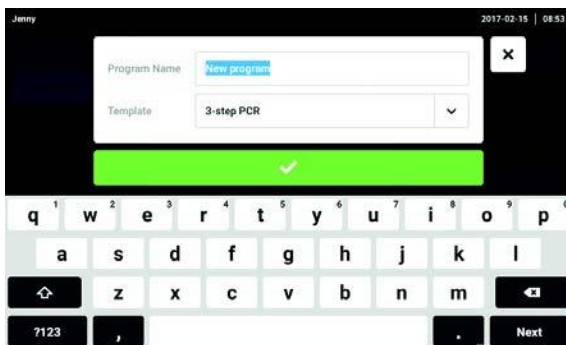 Jenny 2017-02-15 | 08:53
Program Name New program
Template 3-step PCR
q 1 w 2 e 3 r 4 t 5 y 6 u 7 i 8 o 9 p 0
a s d f g h j k l
z x c v b n m
?123 , . Next